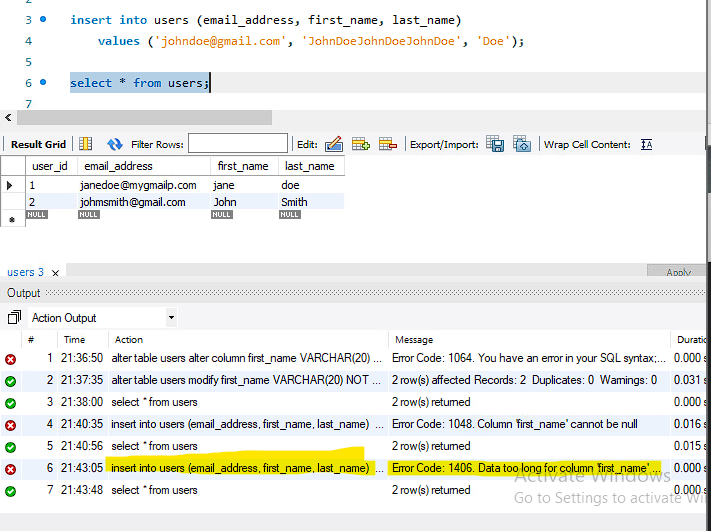 2
3 insert into users (email_address, first_name, last_name)
4 values ('johndoe@gmail.com', 'JohnDoeJohnDoeJohnDoe', 'Doe');
5
6 select * from users;
7
Result Grid Filter Rows: Edit: Export/Import: Wrap Cell Content: IA
user_id email_address first_name last_name
1 janedoe@mygmailp.com jane doe
2 johmsmith@gmail.com John Smith
NULL NULL NULL NULL
users 3 x Apply
Output
Action Output
# Time Action Message Duratio
1 21:36:50 alter table users alter column first_name VARCHAR(20) ... Error Code: 1064. You have an error in your SQL syntax;... 0.000 s
2 21:37:35 alter table users modify first_name VARCHAR(20) NOT ... 2 row(s) affected Records: 2 Duplicates: 0 Warnings: 0 0.031 s
3 21:38:00 select * from users 2 row(s) returned 0.000 s
4 21:40:35 insert into users (email_address, first_name, last_name) ... Error Code: 1048. Column 'first_name' cannot be null 0.016 s
5 21:40:56 select * from users 2 row(s) returned 0.015 s
6 21:43:05 insert into users (email_address, first_name, last_name) ... Error Code: 1406. Data too long for column 'first_name' ... 0.000 s
7 21:43:48 select * from users 2 row(s) returned 0.000 s
Activate Windows
Go to Settings to activate Wi